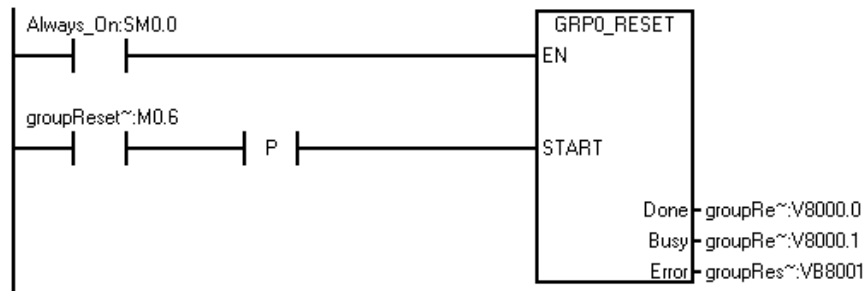 Always_On:SM0.0
GRP0_RESET
EN
groupReset~:M0.6
P
START
Done groupRe~:V8000.0
Busy groupRe~:V8000.1
Error groupRes~:VB8001